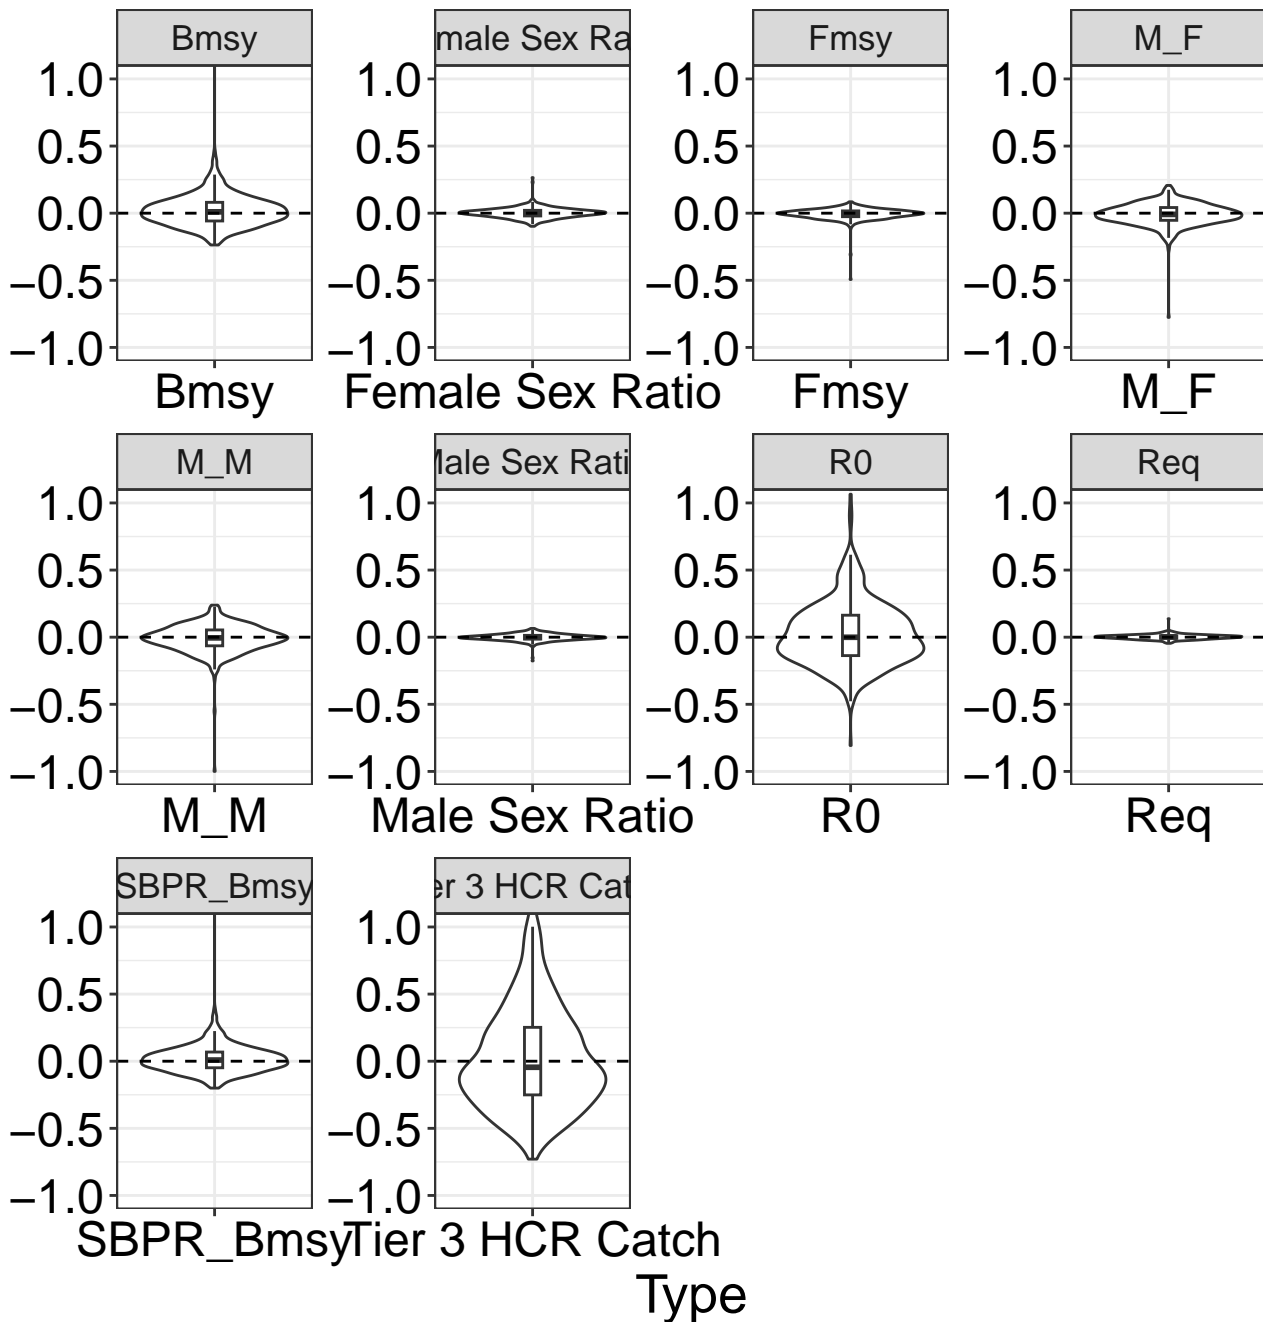 Bmsy male Sex Ra Fmsy M_F
1.0 1.0 1.0 1.0
0.5 0.5 0.5 0.5
0.0 0.0 0.0 0.0
−0.5 −0.5 −0.5 −0.5
−1.0 −1.0 −1.0 −1.0
Bmsy Female Sex Ratio Fmsy M_F
M_M Male Sex Rati R0 Req
1.0 1.0 1.0 1.0
0.5 0.5 0.5 0.5
0.0 0.0 0.0 0.0
−0.5 −0.5 −0.5 −0.5
−1.0 −1.0 −1.0 −1.0
M_M Male Sex Ratio R0 Req
SBPR_Bmsy er 3 HCR Cat
1.0 1.0
0.5 0.5
0.0 0.0
−0.5 −0.5
−1.0 −1.0
SBPR_Bmsy Tier 3 HCR Catch
Type